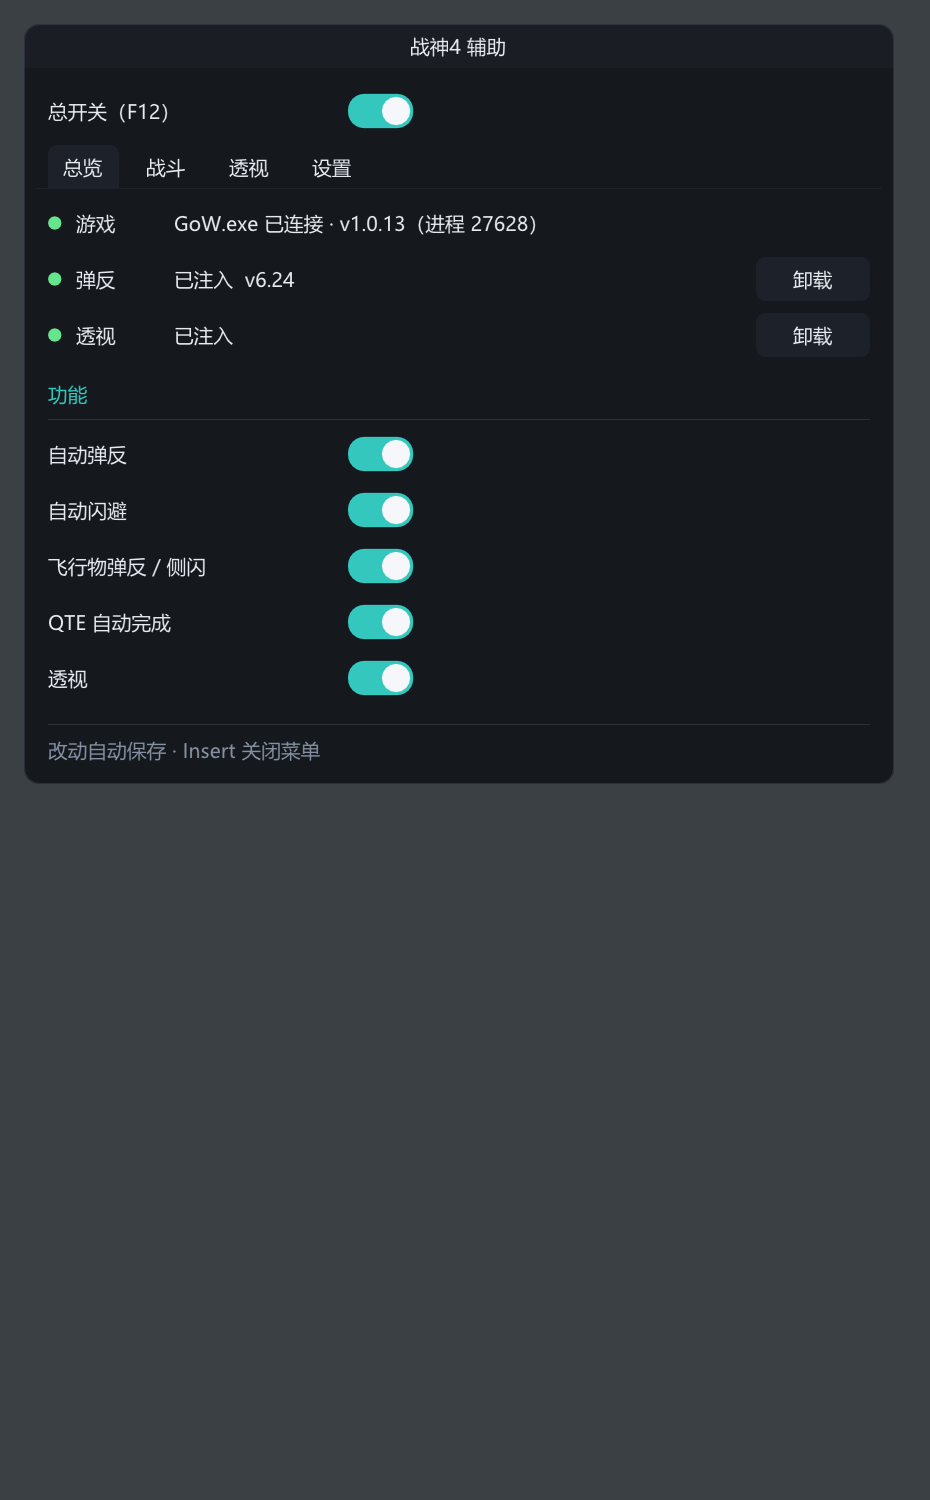 战神4 辅助
总开关（F12）
总览 战斗 透视 设置
游戏 GoW.exe 已连接 · v1.0.13（进程 27628）
弹反 已注入 v6.24 卸载
透视 已注入 卸载
功能
自动弹反
自动闪避
飞行物弹反 / 侧闪
QTE 自动完成
透视
改动自动保存 · Insert 关闭菜单